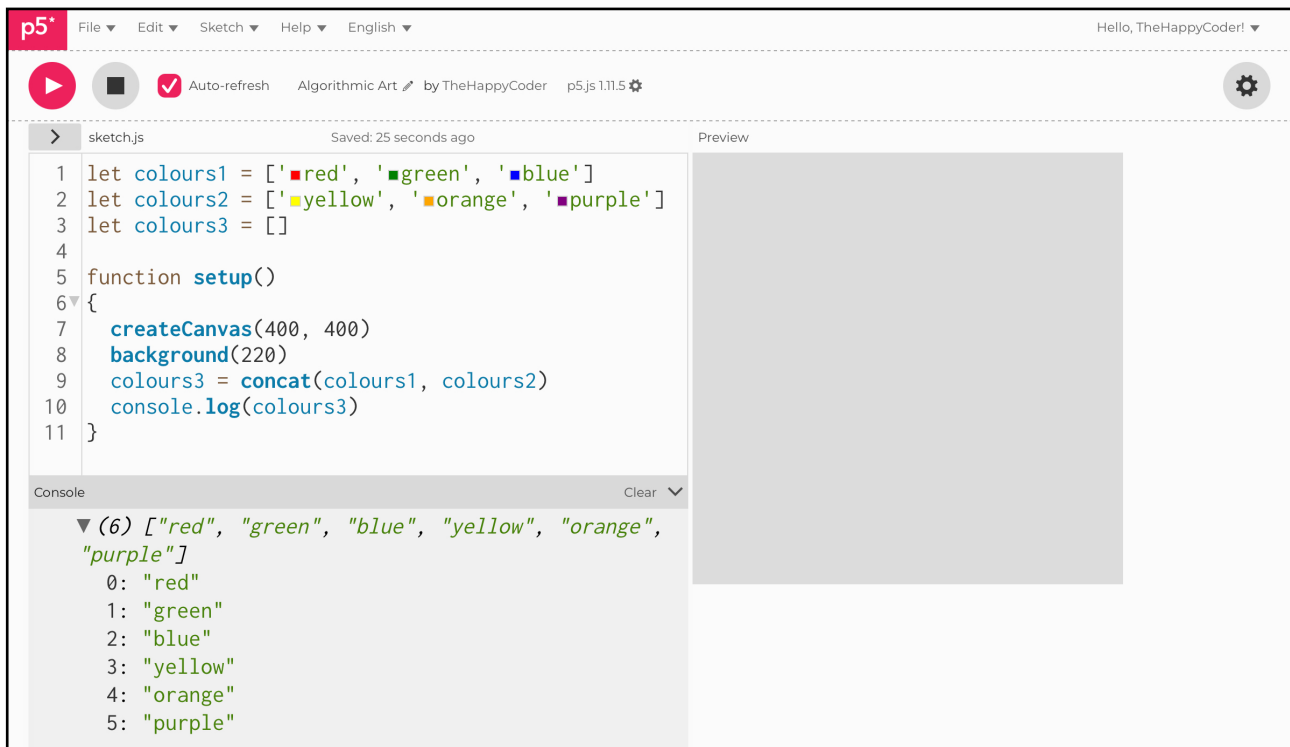 p5* File Edit Sketch Help English Hello, TheHappyCoder!
Auto-refresh Algorithmic Art by TheHappyCoder p5.js 1.11.5
> sketch.js Saved: 25 seconds ago Preview
1 let colours1 = ['red', 'green', 'blue']
2 let colours2 = ['yellow', 'orange', 'purple']
3 let colours3 = []
4
5 function setup()
6 {
7 createCanvas(400, 400)
8 background(220)
9 colours3 = concat(colours1, colours2)
10 console.log(colours3)
11 }
Console Clear
(6) ["red", "green", "blue", "yellow", "orange",
"purple"]
0: "red"
1: "green"
2: "blue"
3: "yellow"
4: "orange"
5: "purple"